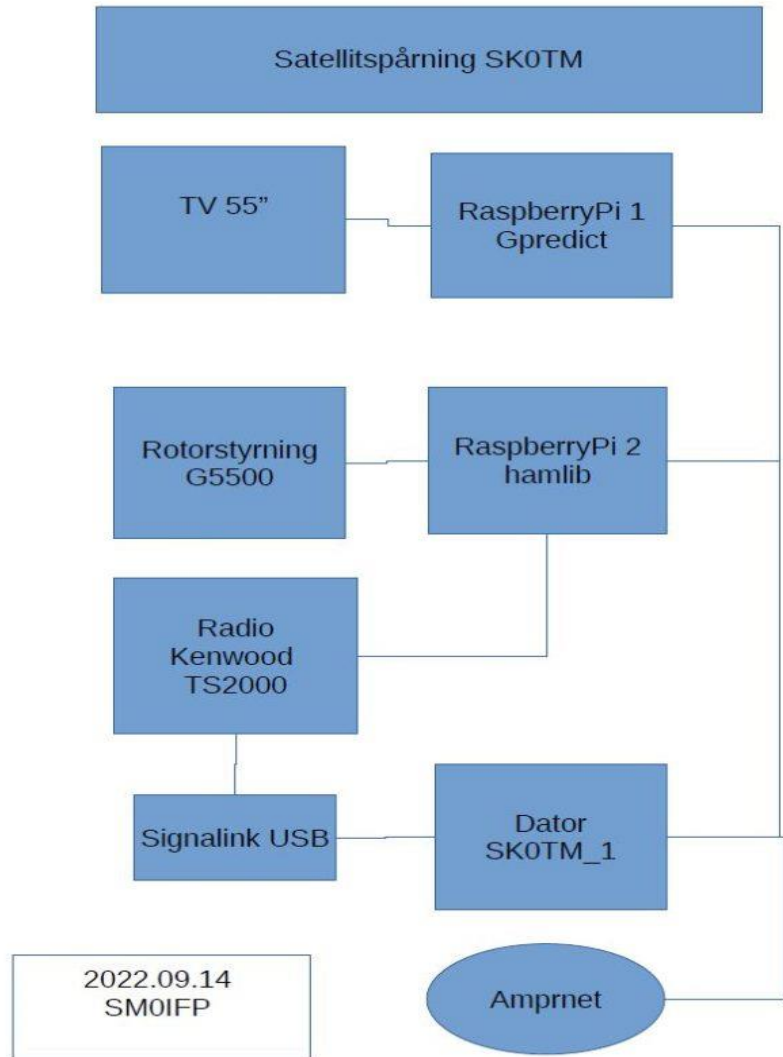 Satellitspårning SK0TM
TV 55”
RaspberryPi 1
Gpredict
Rotorstyrning
G5500
RaspberryPi 2
hamlib
Radio
Kenwood
TS2000
Signalink USB
Dator
SK0TM_1
2022.09.14
SM0IFP
Amprnet